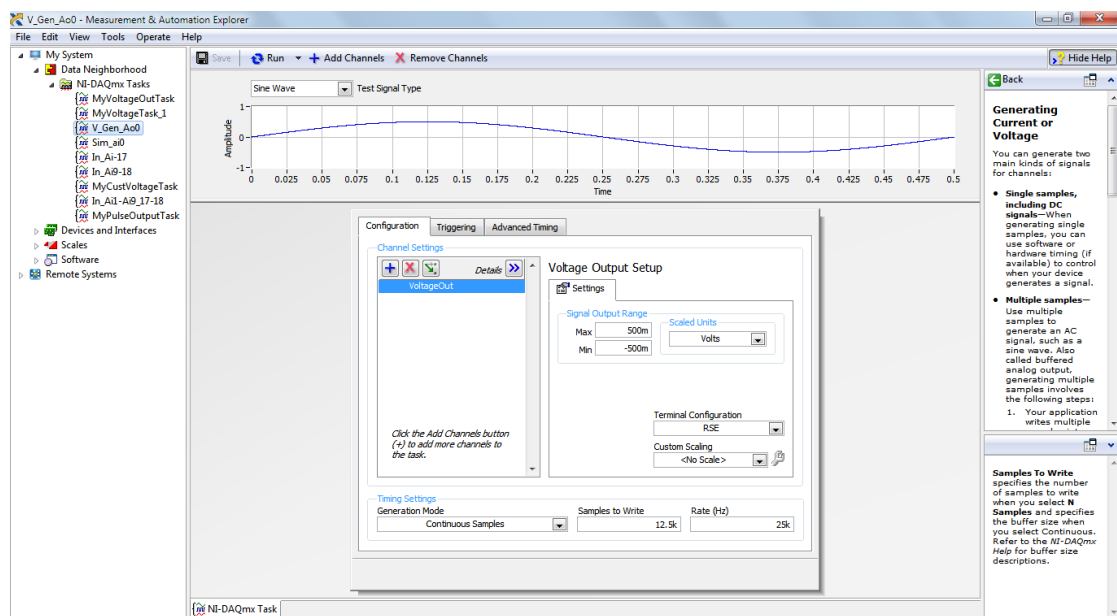 V_Gen_Ao0 - Measurement & Automation Explorer
File Edit View Tools Operate Help
My System
Data Neighborhood
NI-DAQmx Tasks
MyVoltageOutTask
MyVoltageTask_1
V_Gen_Ao0
Sim_ai0
In_Ai-17
In_Ai9-18
MyCustVoltageTask
In_Ai1-Ai9_17-18
MyPulseOutputTask
Devices and Interfaces
Scales
Software
Remote Systems
Save Run Add Channels Remove Channels Hide Help
Sine Wave Test Signal Type
Amplitude
1-
0-
-1-
0 0.025 0.05 0.075 0.1 0.125 0.15 0.175 0.2 0.225 0.25 0.275 0.3 0.325 0.35 0.375 0.4 0.425 0.45 0.475 0.5
Time
Configuration Triggering Advanced Timing
Channel Settings
Details
VoltageOut
Click the Add Channels button
(+) to add more channels to
the task.
Voltage Output Setup
Settings
Signal Output Range
Max 500m
Min -500m
Scaled Units
Volts
Terminal Configuration
RSE
Custom Scaling
<No Scale>
Timing Settings
Generation Mode Samples to Write Rate (Hz)
Continuous Samples 12.5k 25k
NI-DAQmx Task
Back
Generating
Current or
Voltage
You can generate two
main kinds of signals
for channels:
• Single samples,
including DC
signals—When
generating single
samples, you can
use software or
hardware timing (if
available) to control
when your device
generates a signal.
• Multiple samples—
Use multiple
samples to
generate an AC
signal, such as a
sine wave. Also
called buffered
analog output,
generating multiple
samples involves
the following steps:
1. Your application
writes multiple
Samples To Write
specifies the number
of samples to write
when you select N
Samples and specifies
the buffer size when
you select Continuous.
Refer to the NI-DAQmx
Help for buffer size
descriptions.